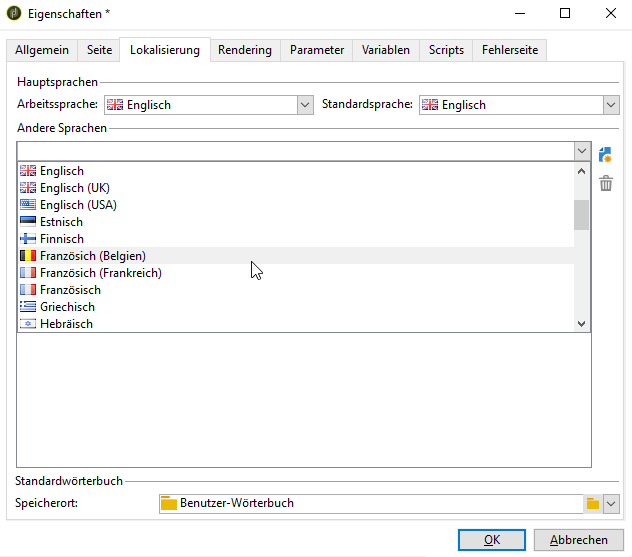 Eigenschaften *
Allgemein Seite Lokalisierung Rendering Parameter Variablen Scripts Fehlerseite
Hauptsprachen
Arbeitssprache: Englisch Standardsprache: Englisch
Andere Sprachen
Englisch
Englisch (UK)
Englisch (USA)
Estnisch
Finnisch
Französich (Belgien)
Französich (Frankreich)
Französisch
Griechisch
Hebräisch
Standardwörterbuch
Speicherort: Benutzer-Wörterbuch
OK Abbrechen